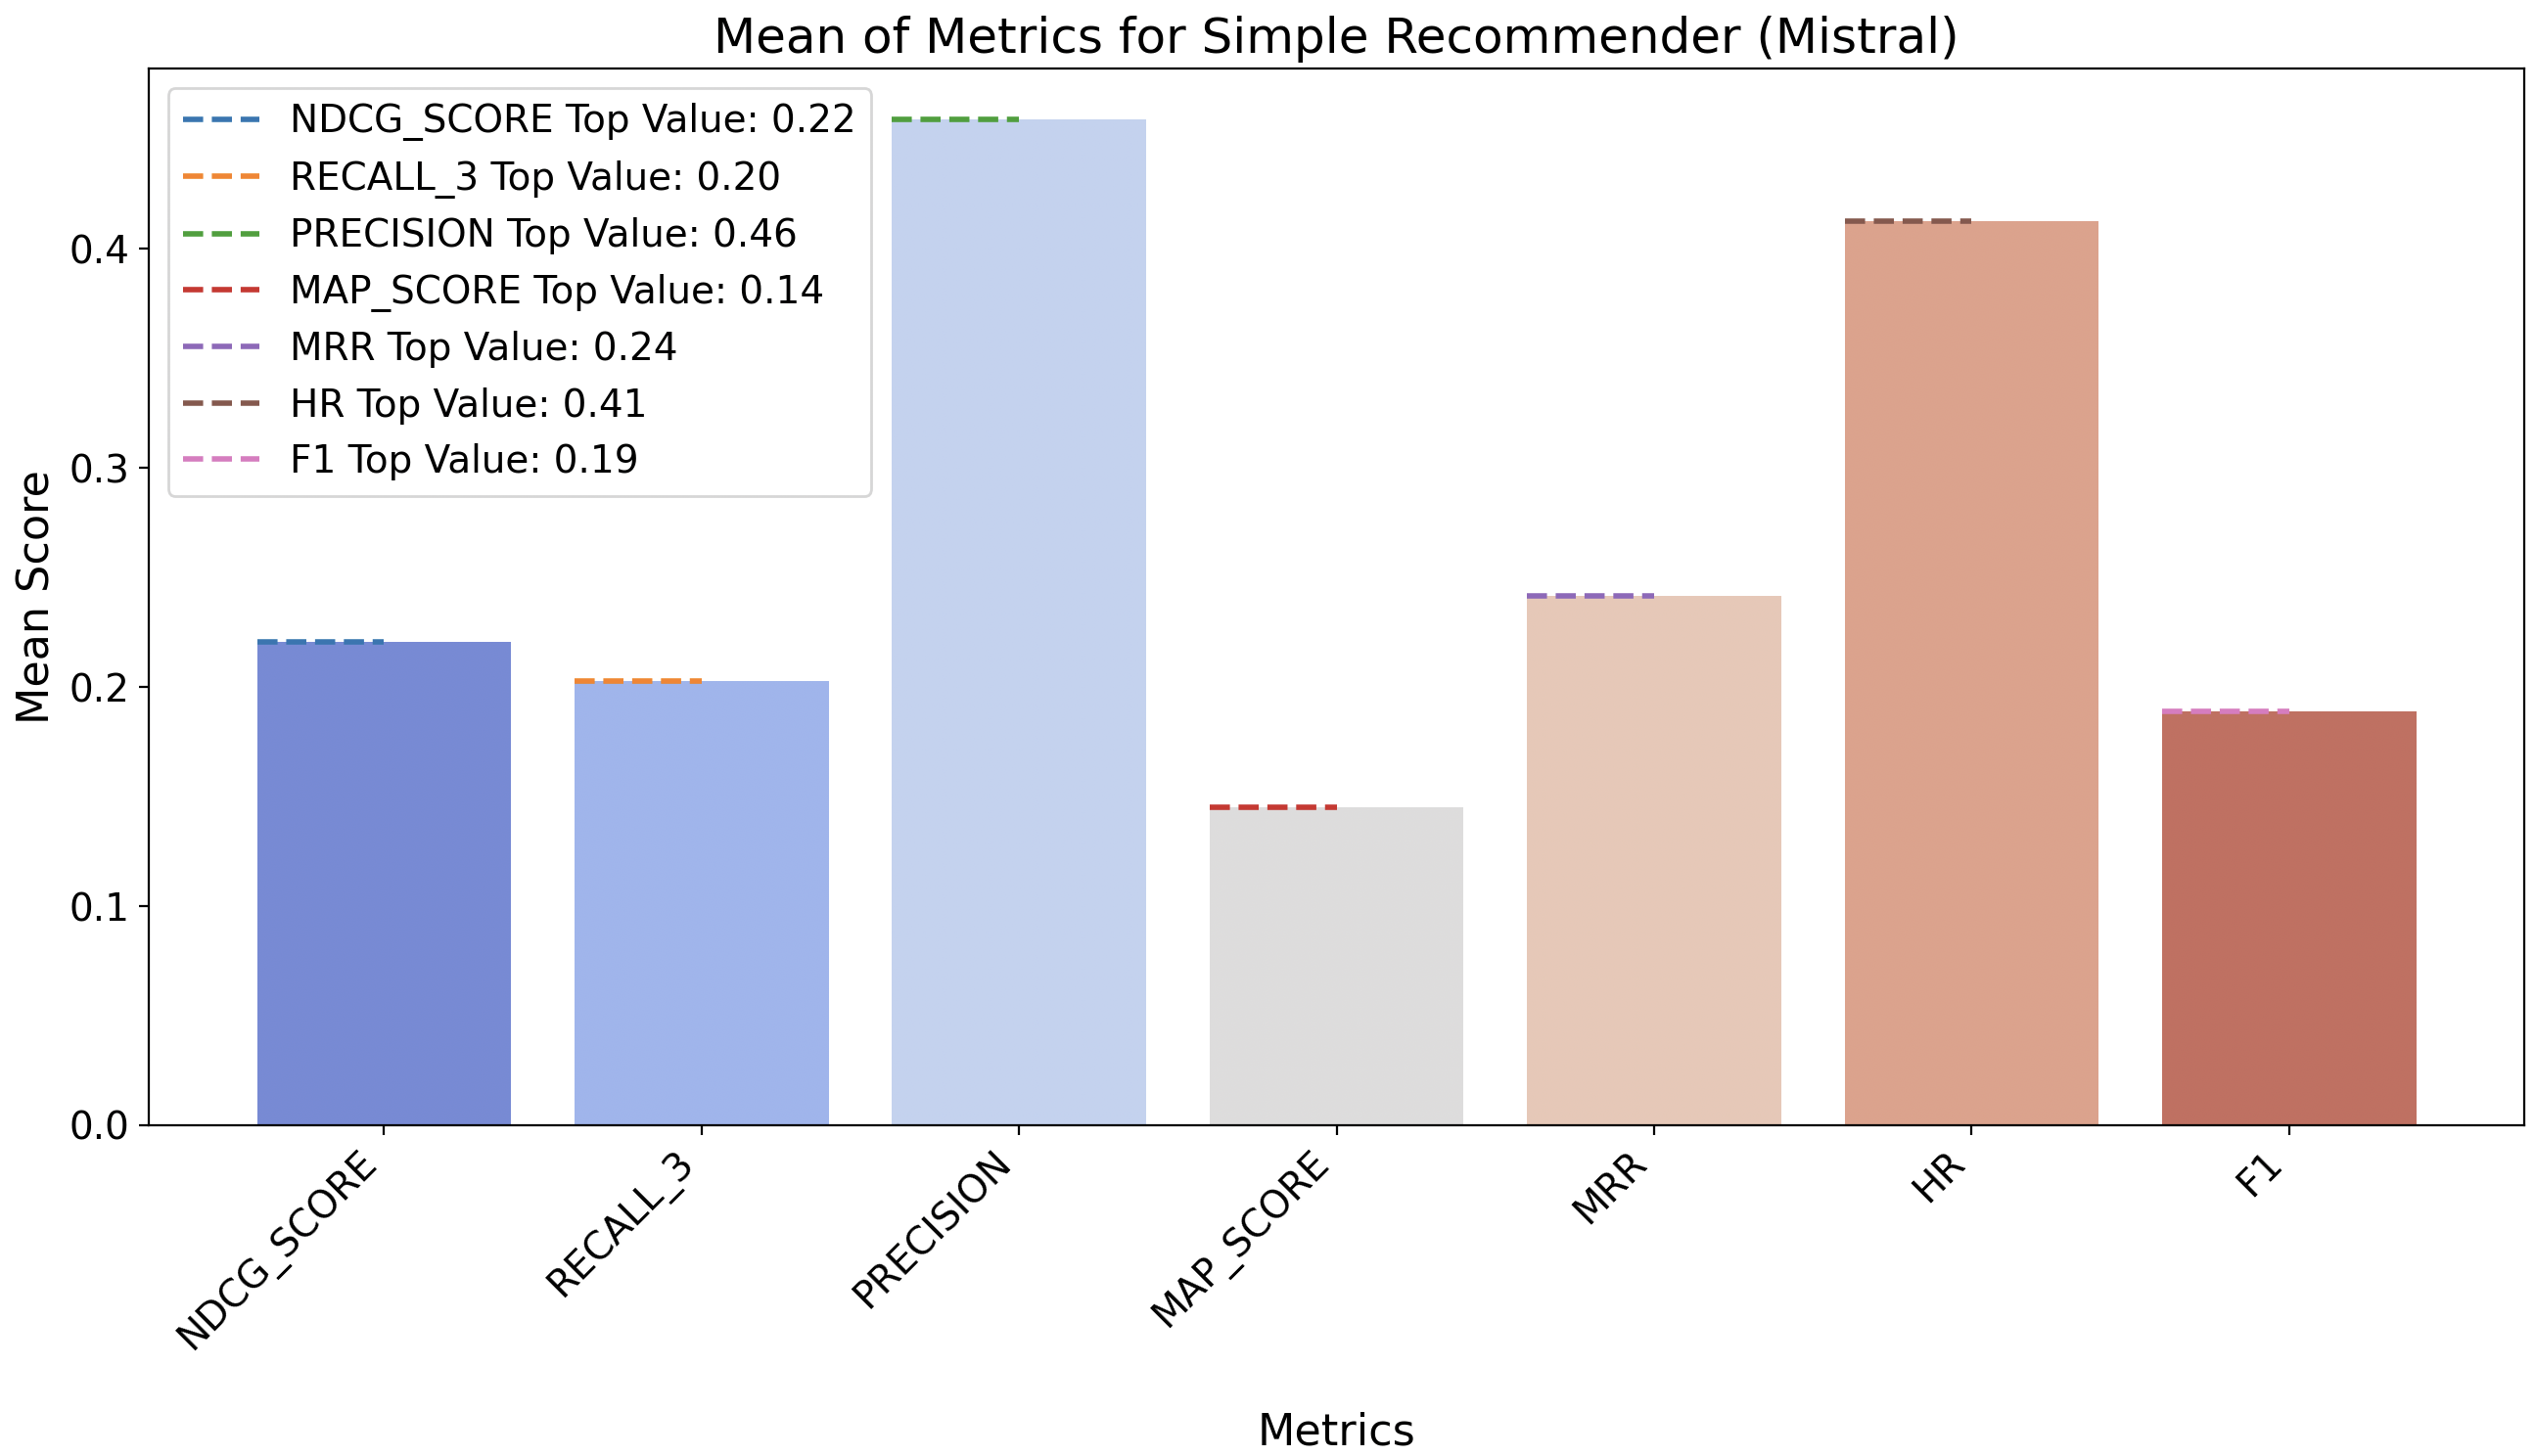 Mean of Metrics for Simple Recommender (Mistral)
NDCG_SCORE Top Value: 0.22
RECALL_3 Top Value: 0.20
PRECISION Top Value: 0.46
MAP_SCORE Top Value: 0.14
MRR Top Value: 0.24
HR Top Value: 0.41
F1 Top Value: 0.19
Mean Score
0.4
0.3
0.2
0.1
0.0
NDCG_SCORE
RECALL_3
PRECISION
MAP_SCORE
MRR
HR
F1
Metrics